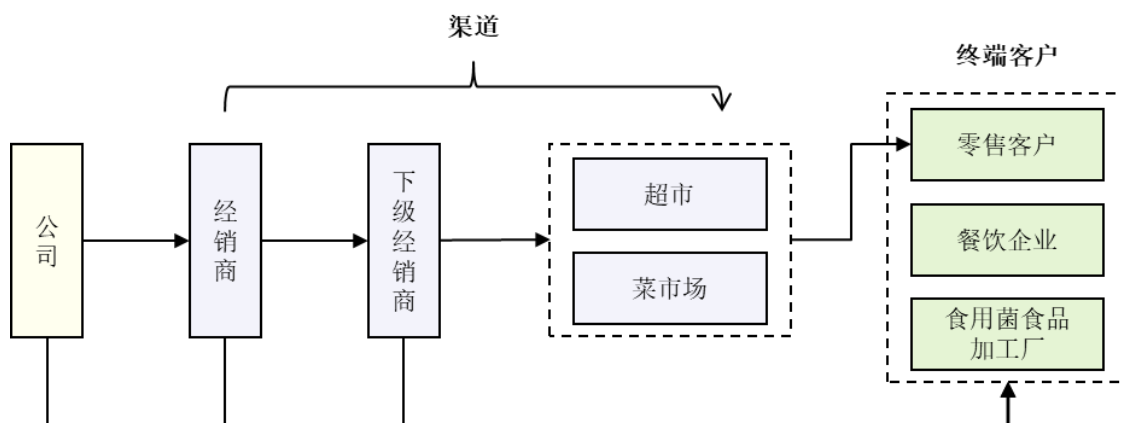 渠道
终端客户
公司
经销商
下级经销商
超市
菜市场
零售客户
餐饮企业
食用菌食品
加工厂